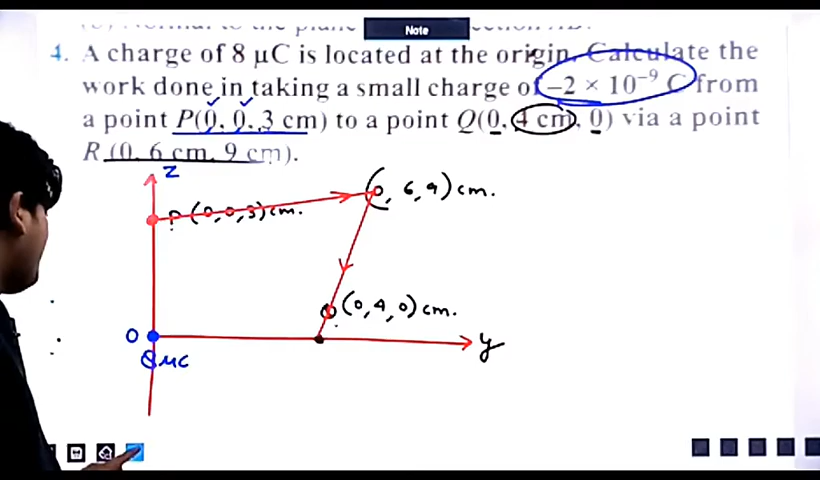 Note
4. A charge of 8 μC is located at the origin. Calculate the
work done in taking a small charge of −2 × 10⁻⁹ C from
a point P(0, 0, 3 cm) to a point Q(0, 4 cm, 0) via a point
R (0, 6 cm, 9 cm).
z
(0, 6, 9) cm.
P (0,0,3) cm.
Q (0, 4, 0) cm.
O
y
8 μC